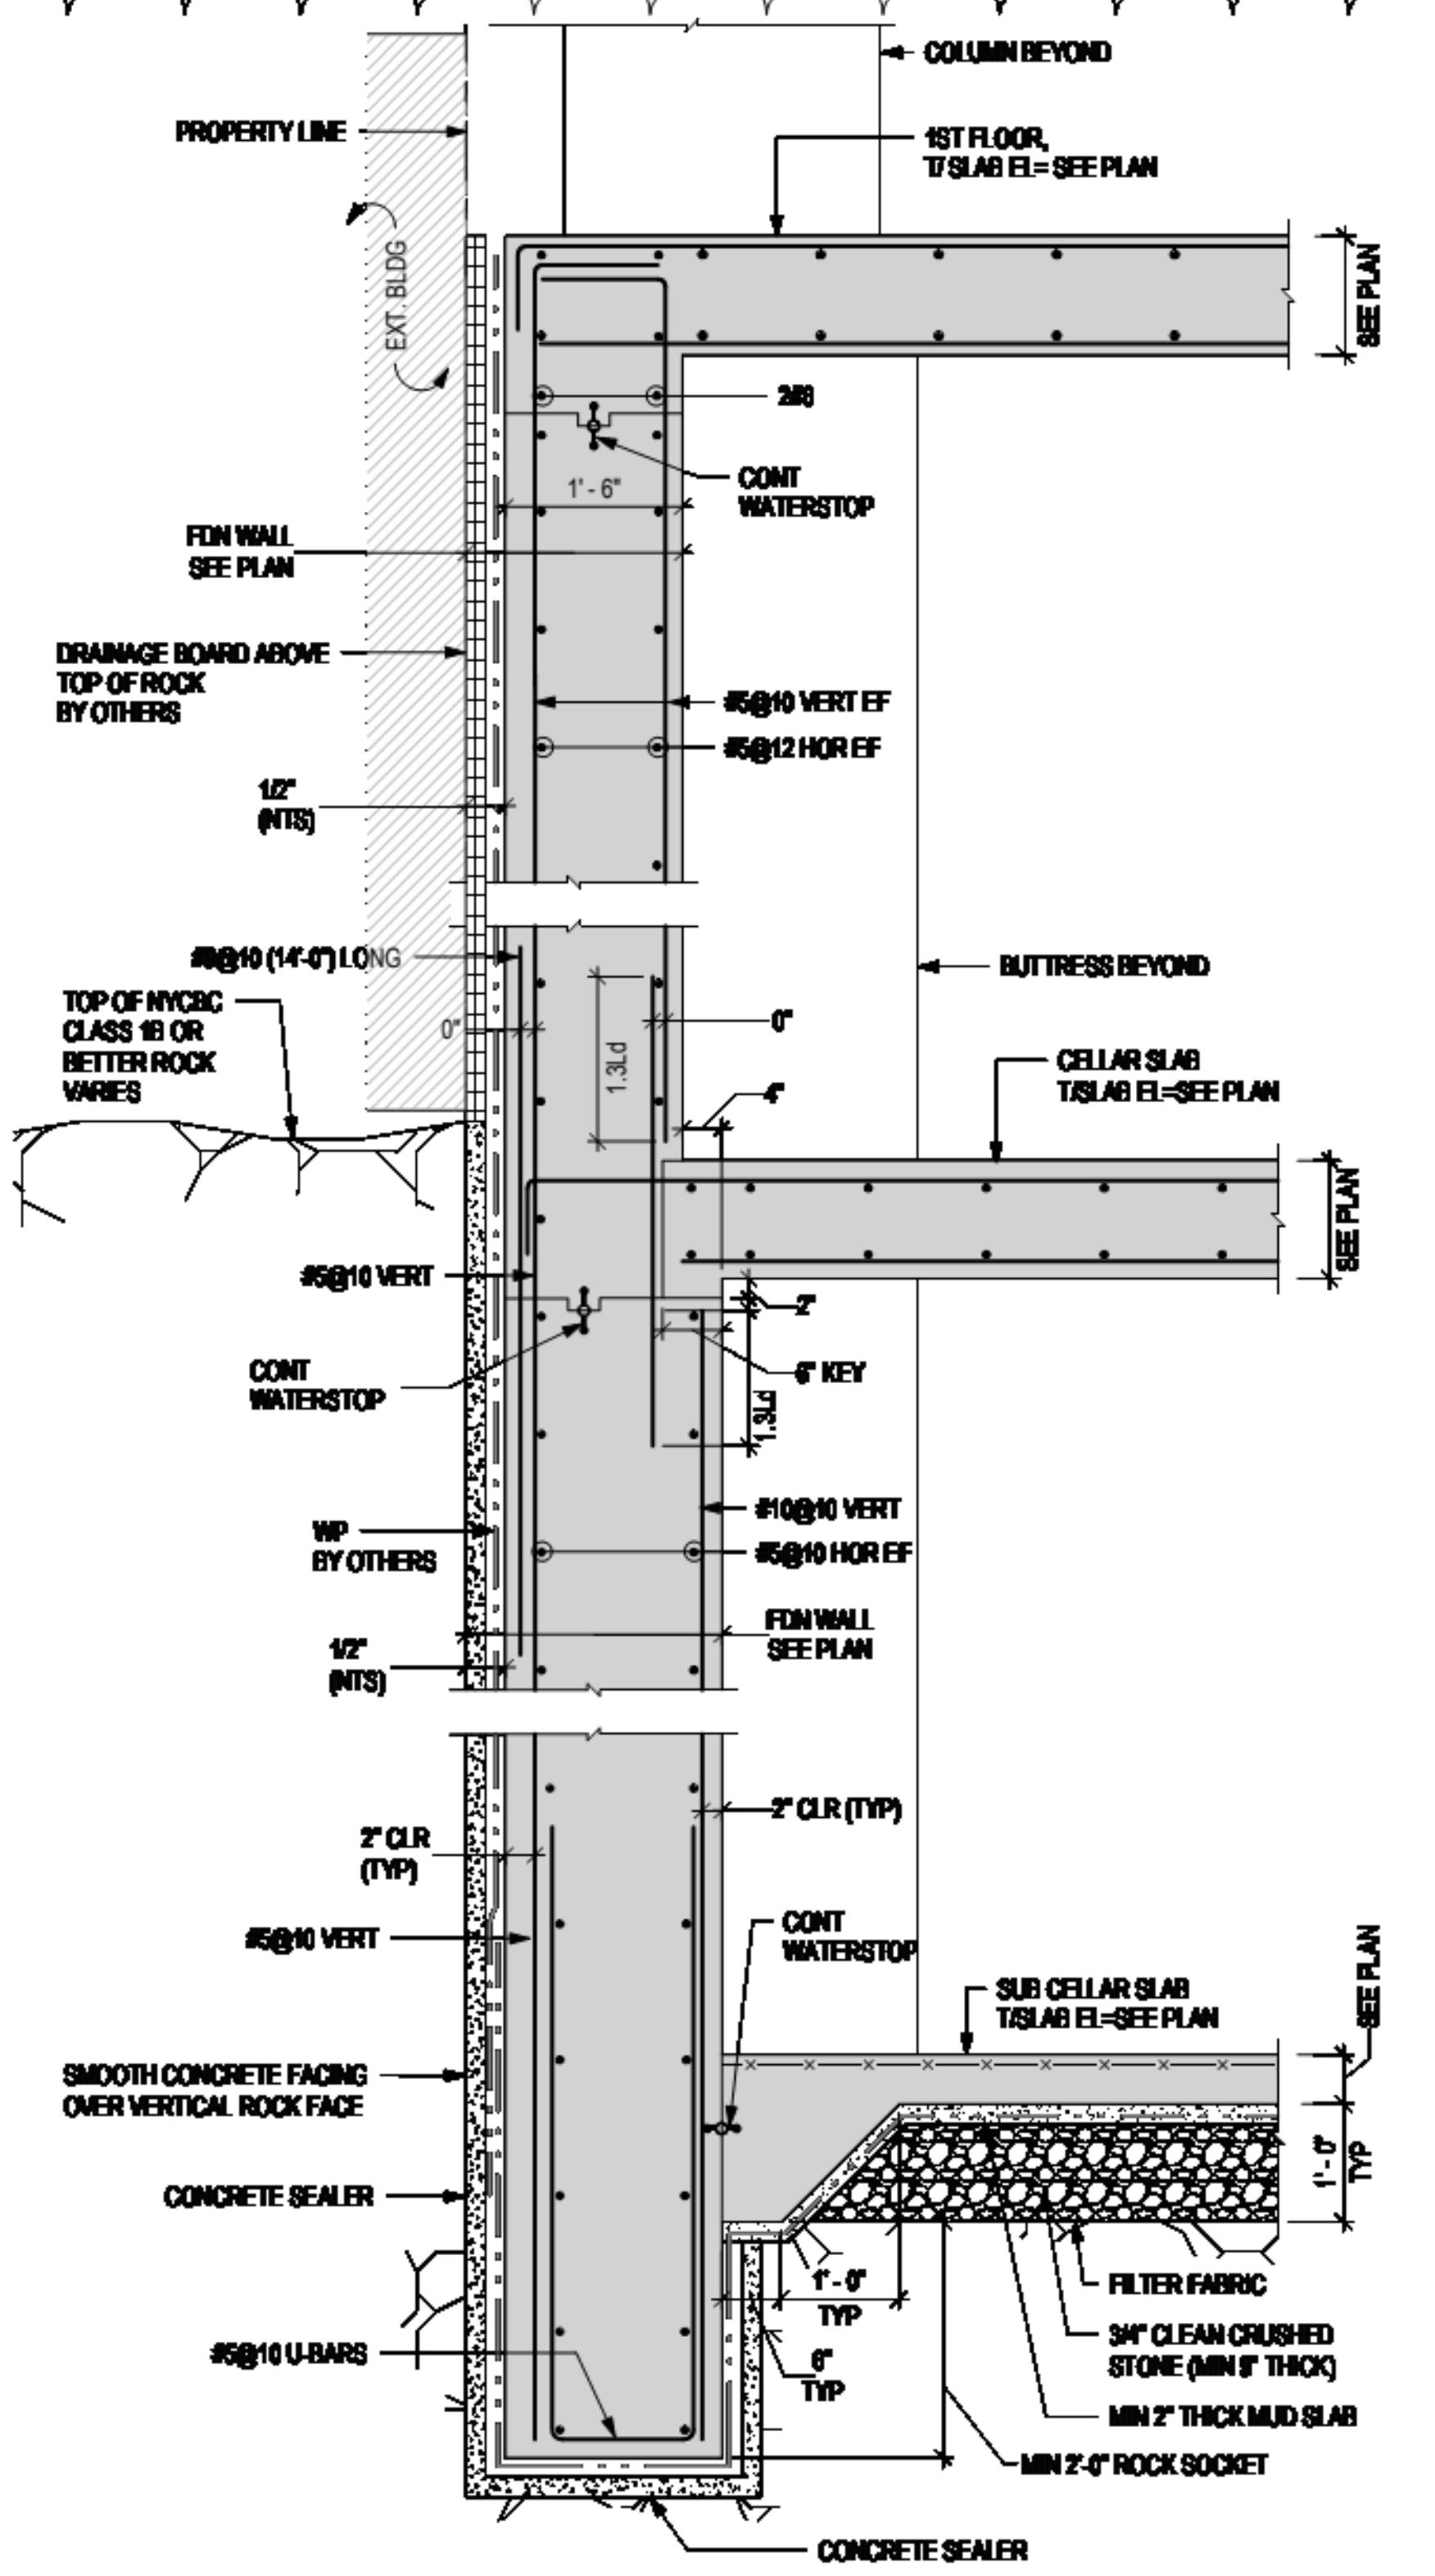 COLUMN BEYOND
PROPERTY LINE
1ST FLOOR,
T/ SLAB EL= SEE PLAN
EXT. BLDG
SEE PLAN
CONT
WATERSTOP
1' - 6"
FDN WALL
SEE PLAN
DRAINAGE BOARD ABOVE
TOP OF ROCK
BY OTHERS
#5@10 VERT EF
#5@12 HOR EF
1/2"
(NTS)
(14'-0") LONG
BUTTRESS BEYOND
TOP OF NYCBC
CLASS 1B OR
BETTER ROCK
VARIES
0"
0"
1.3Ld
4"
CELLAR SLAB
T/SLAB EL=SEE PLAN
SEE PLAN
#5@10 VERT
2"
CONT
WATERSTOP
6" KEY
1.3Ld
#10@10 VERT
#5@10 HOR EF
WP
BY OTHERS
FDN WALL
SEE PLAN
1/2"
(NTS)
2" CLR (TYP)
2" CLR
(TYP)
#5@10 VERT
CONT
WATERSTOP
SUB CELLAR SLAB
T/SLAB EL=SEE PLAN
SEE PLAN
SMOOTH CONCRETE FACING
OVER VERTICAL ROCK FACE
1' - 0"
TYP
CONCRETE SEALER
1' - 0"
TYP
FILTER FABRIC
3/4" CLEAN CRUSHED
STONE (MIN 8" THICK)
#5@10 U-BARS
6"
TYP
MIN 2" THICK MUD SLAB
MIN 2'-0" ROCK SOCKET
CONCRETE SEALER